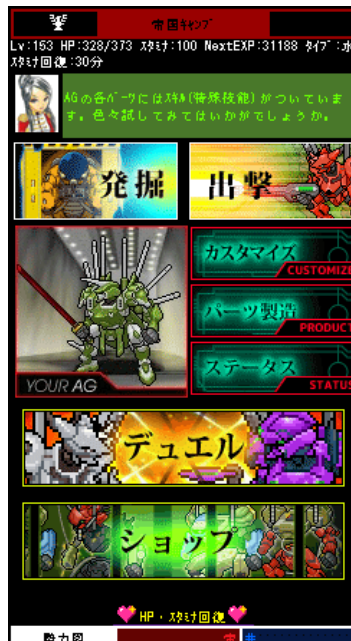 帝国キャンプ
Lv:153 HP:328/373 スタミナ:100 NextEXP:31188 タイプ:水
スタミナ回復:30分
AGの各パーツにはスキル(特殊技能)がついていま
す。色々試してみてはいかがでしょうか。
発掘
出撃
カスタマイズ
CUSTOMIZE
パーツ製造
PRODUCT
ステータス
STATUS
YOUR AG
デュエル
ショップ
HP・スタミナ回復
勢力図
帝
共